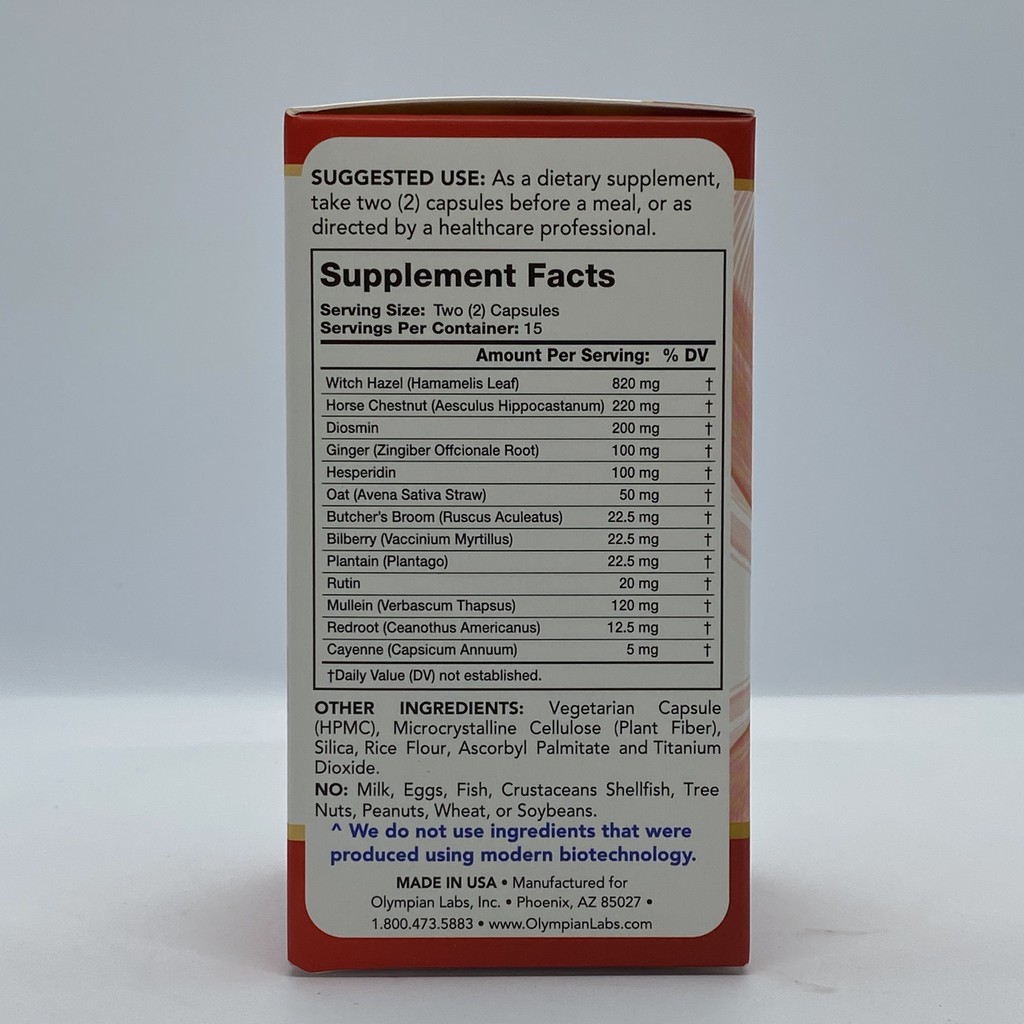 SUGGESTED USE: As a dietary supplement,
take two (2) capsules before a meal, or as
directed by a healthcare professional.
Supplement Facts
Serving Size: Two (2) Capsules
Servings Per Container: 15
Amount Per Serving: % DV
Witch Hazel (Hamamelis Leaf) 820 mg †
Horse Chestnut (Aesculus Hippocastanum) 220 mg †
Diosmin 200 mg †
Ginger (Zingiber Offcionale Root) 100 mg †
Hesperidin 100 mg †
Oat (Avena Sativa Straw) 50 mg †
Butcher's Broom (Ruscus Aculeatus) 22.5 mg †
Bilberry (Vaccinium Myrtillus) 22.5 mg †
Plantain (Plantago) 22.5 mg †
Rutin 20 mg †
Mullein (Verbascum Thapsus) 120 mg †
Redroot (Ceanothus Americanus) 12.5 mg †
Cayenne (Capsicum Annuum) 5 mg †
†Daily Value (DV) not established.
OTHER INGREDIENTS: Vegetarian Capsule
(HPMC), Microcrystalline Cellulose (Plant Fiber),
Silica, Rice Flour, Ascorbyl Palmitate and Titanium
Dioxide.
NO: Milk, Eggs, Fish, Crustaceans Shellfish, Tree
Nuts, Peanuts, Wheat, or Soybeans.
^ We do not use ingredients that were
produced using modern biotechnology.
MADE IN USA • Manufactured for
Olympian Labs, Inc. • Phoenix, AZ 85027 •
1.800.473.5883 • www.OlympianLabs.com